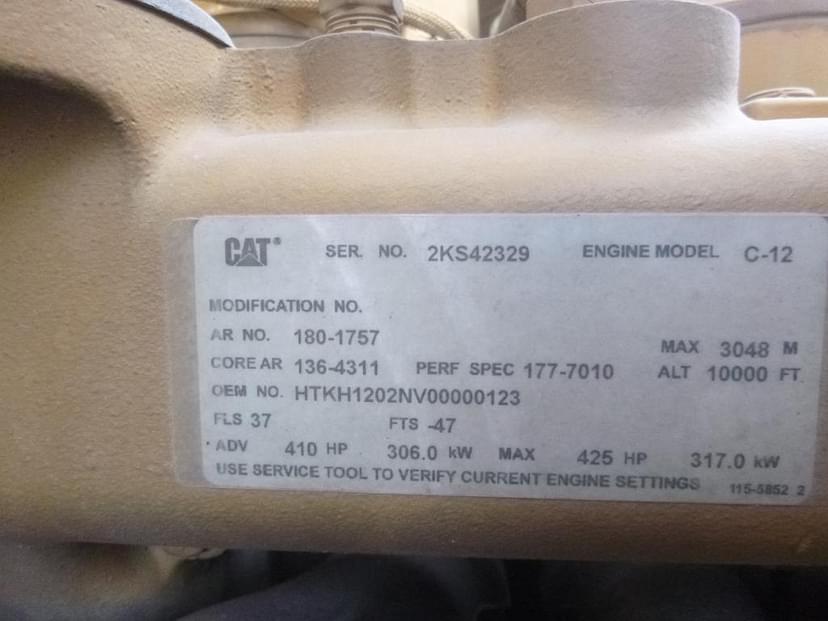 CAT® SER. NO. 2KS42329 ENGINE MODEL C-12
MODIFICATION NO.
AR NO. 180-1757 MAX 3048 M
CORE AR 136-4311 PERF SPEC 177-7010 ALT 10000 FT
OEM NO. HTKH1202NV00000123
FLS 37 FTS -47
ADV 410 HP 306.0 kW MAX 425 HP 317.0 kW
USE SERVICE TOOL TO VERIFY CURRENT ENGINE SETTINGS 115-5852 2